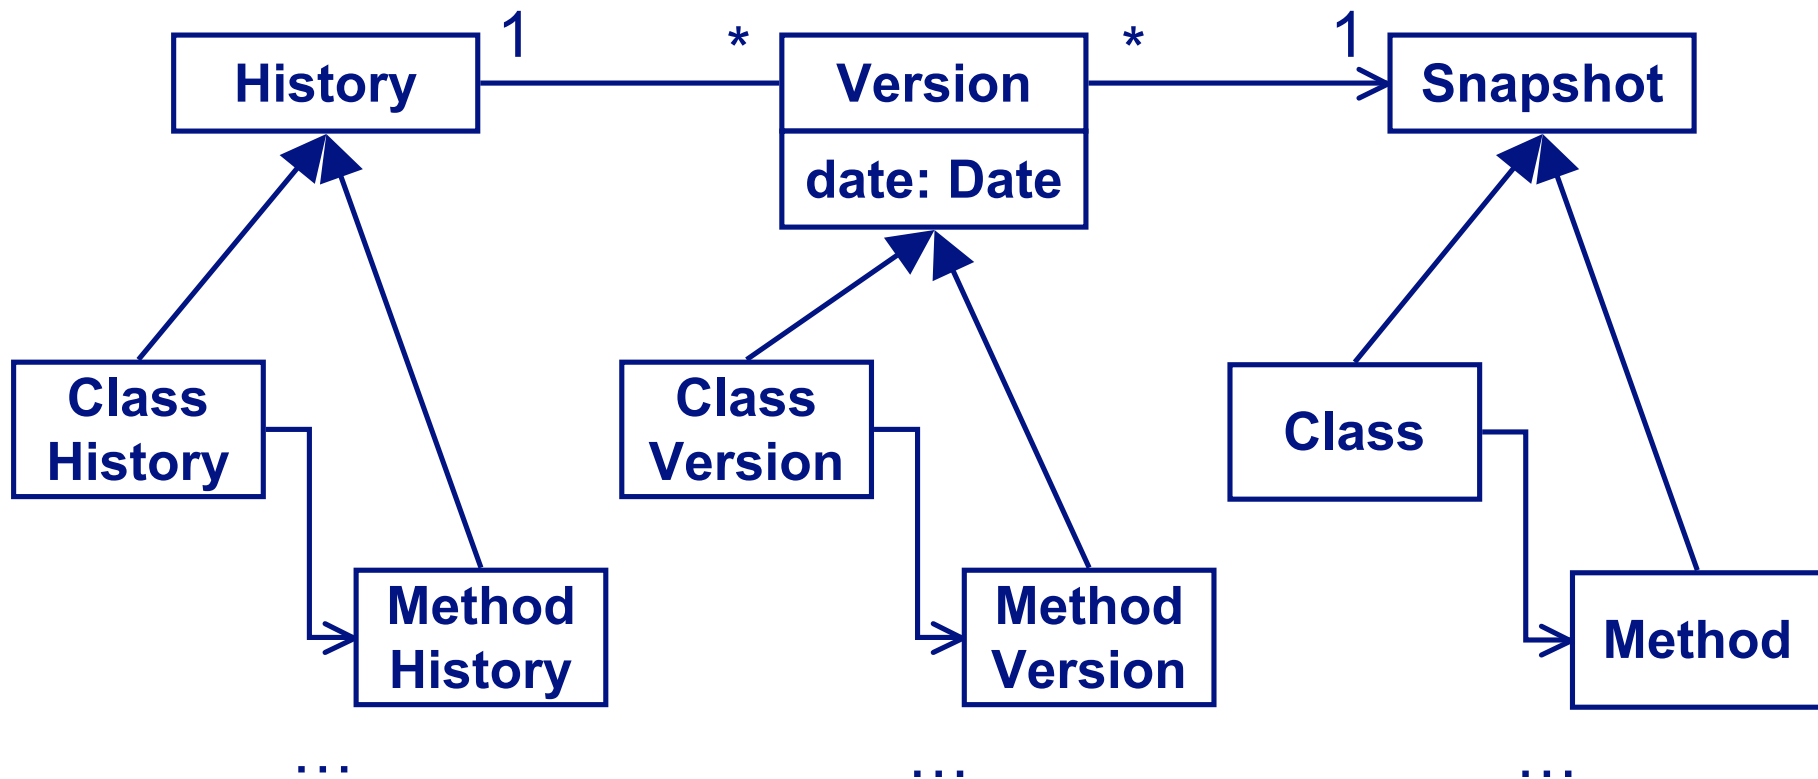 1
*
*
1
History
Version
Snapshot
date: Date
Class
History
Class
Version
Class
Method
History
Method
Version
Method
...
...
...